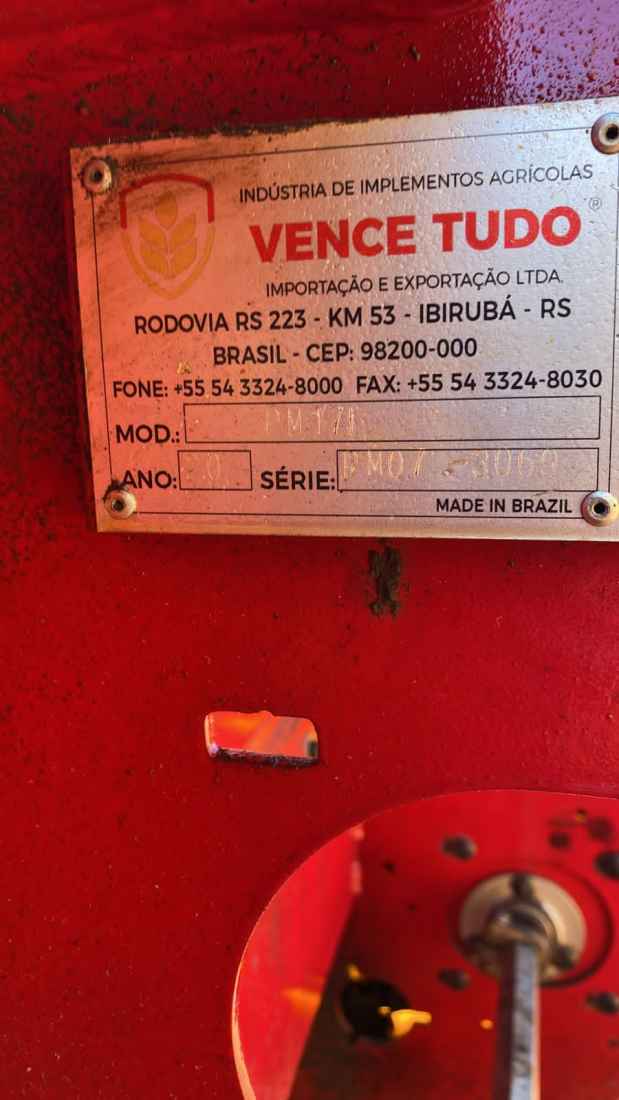 INDÚSTRIA DE IMPLEMENTOS AGRÍCOLAS
VENCE TUDO ®
IMPORTAÇÃO E EXPORTAÇÃO LTDA.
RODOVIA RS 223 - KM 53 - IBIRUBÁ - RS
BRASIL - CEP: 98200-000
FONE: +55 54 3324-8000 FAX: +55 54 3324-8030
MOD.:
ANO: SÉRIE:
MADE IN BRAZIL